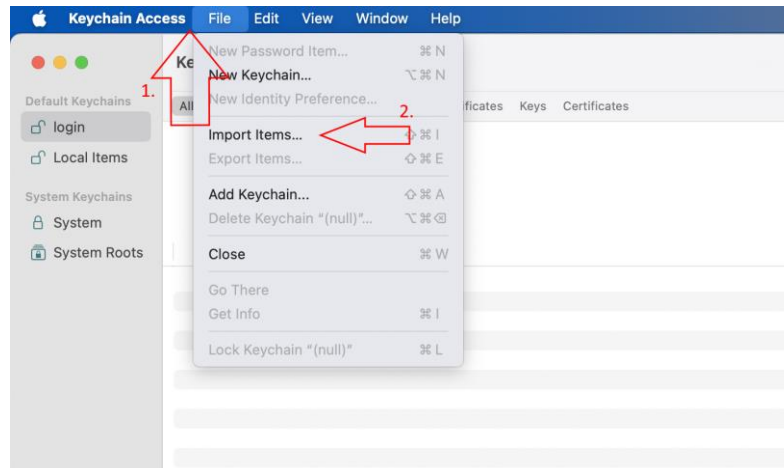 Keychain Access File Edit View Window Help
Ke
1.
2.
Default Keychains
login
Local Items
System Keychains
System
System Roots
New Password Item... ⌘ N
New Keychain... ⌥ ⌘ N
New Identity Preference...
Import Items... ⇧ ⌘ I
Export Items... ⇧ ⌘ E
Add Keychain... ⇧ ⌘ A
Delete Keychain "(null)"... ⌥ ⌘ ⌫
Close ⌘ W
Go There
Get Info ⌘ I
Lock Keychain "(null)" ⌘ L
All ificates Keys Certificates